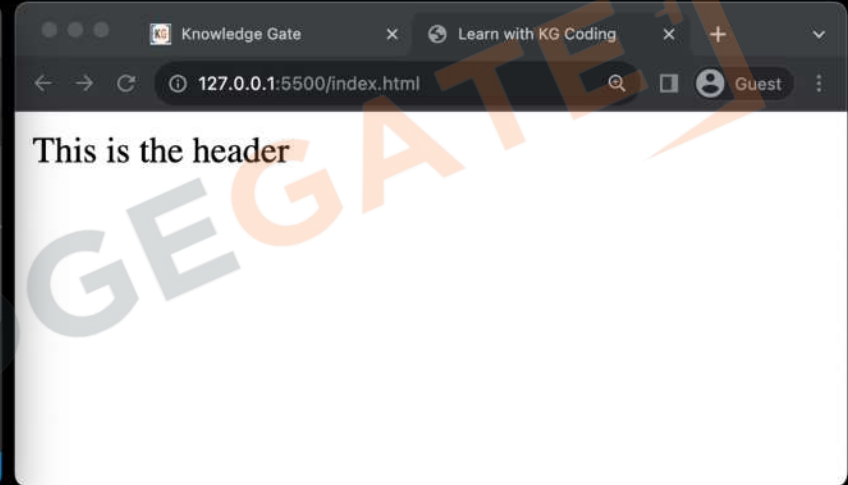 KG Knowledge Gate × Learn with KG Coding × +
127.0.0.1:5500/index.html Guest
This is the header
GEGATE